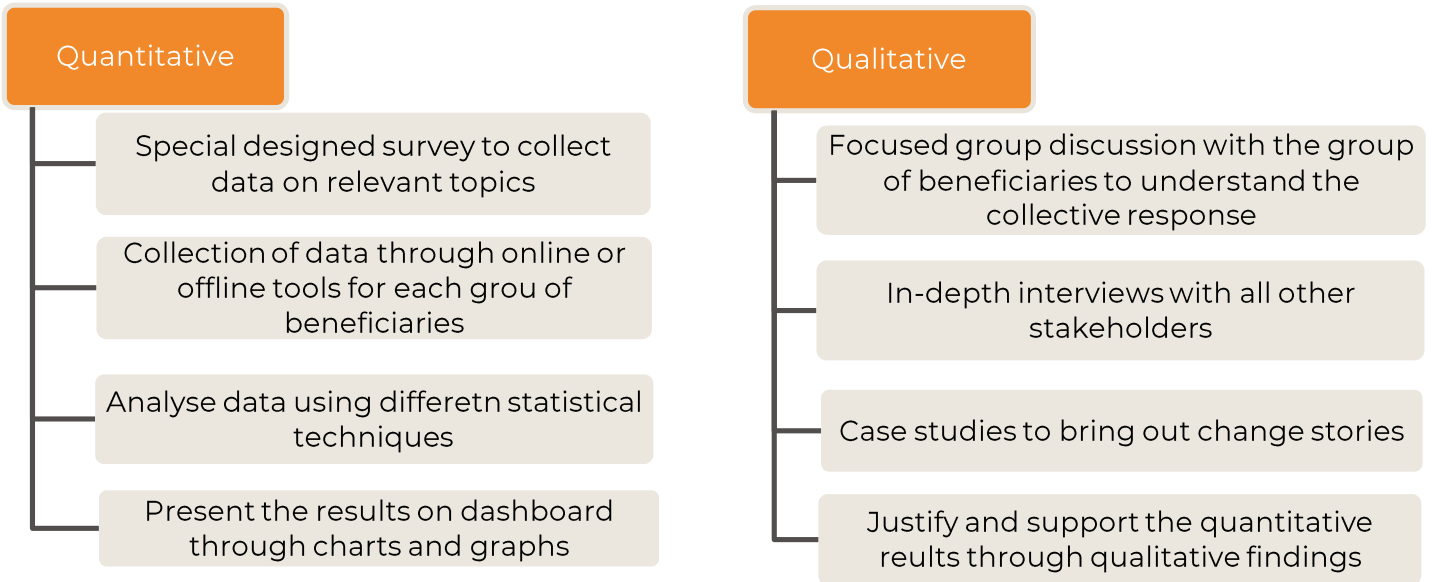 Quantitative
Special designed survey to collect
data on relevant topics
Collection of data through online or
offline tools for each grou of
beneficiaries
Analyse data using differetn statistical
techniques
Present the results on dashboard
through charts and graphs
Qualitative
Focused group discussion with the group
of beneficiaries to understand the
collective response
In-depth interviews with all other
stakeholders
Case studies to bring out change stories
Justify and support the quantitative
reults through qualitative findings